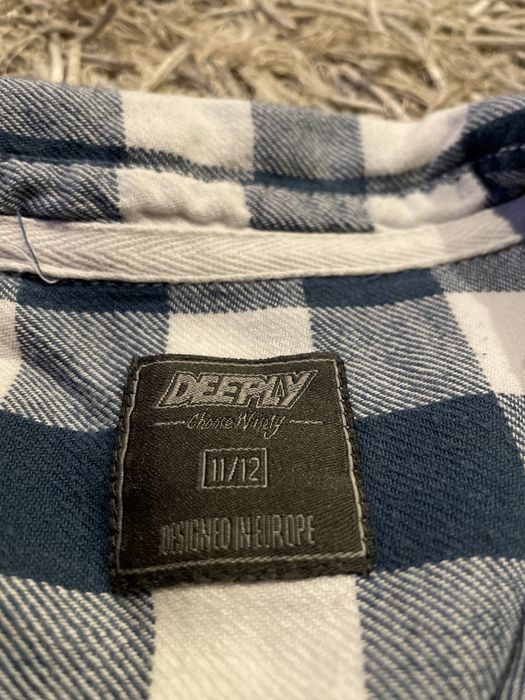 DEEPLY
Choose Wisely
11/12
DESIGNED IN EUROPE